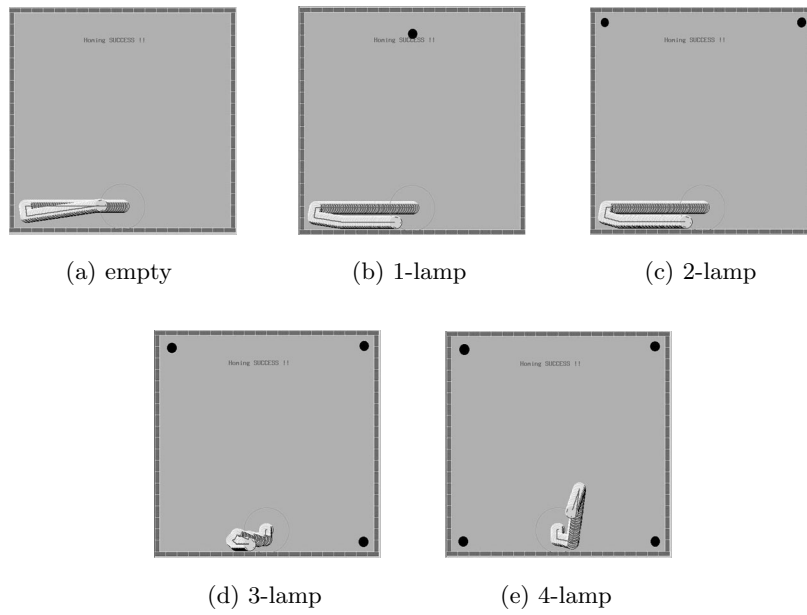 Homing SUCCESS !!
Homing SUCCESS !!
Homing SUCCESS !!
(a) empty
(b) 1-lamp
(c) 2-lamp
Homing SUCCESS !!
Homing SUCCESS !!
(d) 3-lamp
(e) 4-lamp